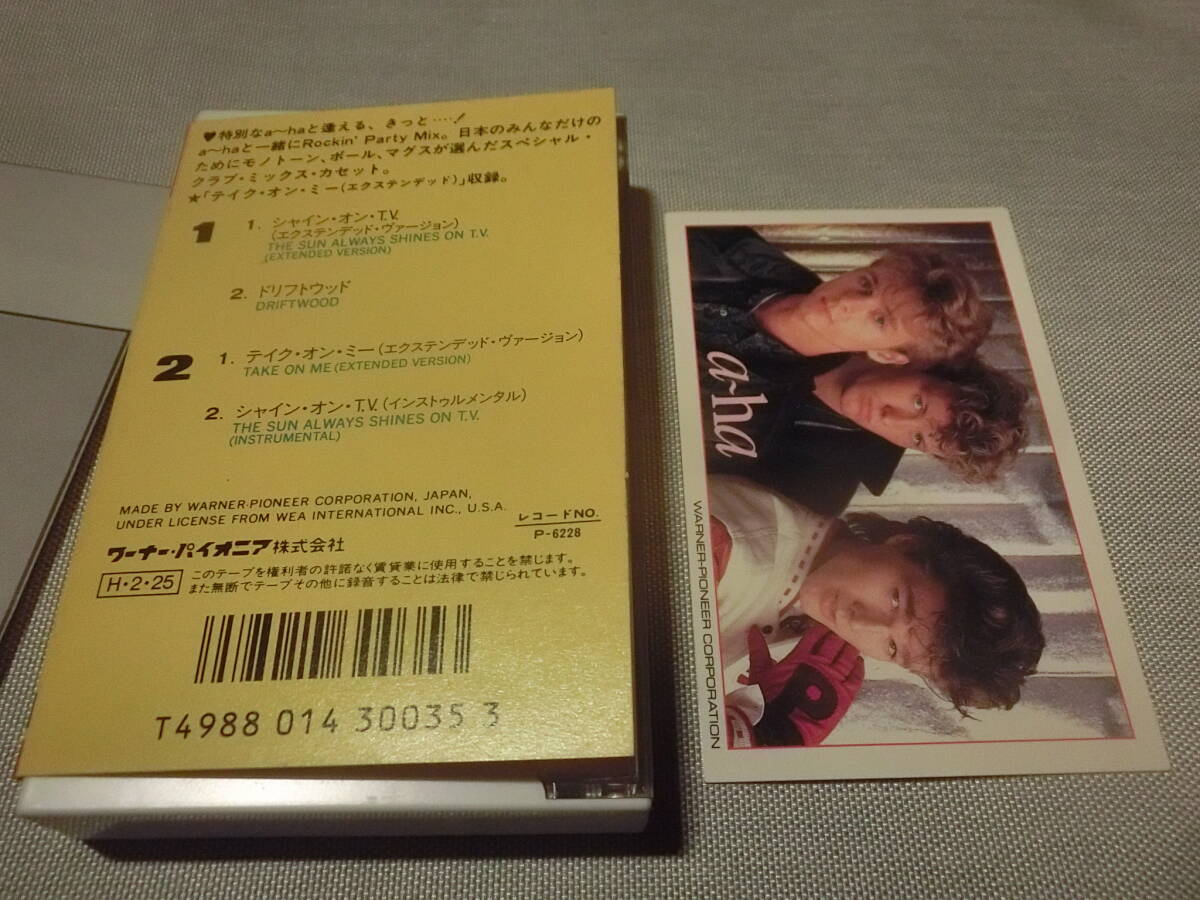 ♥特別なa〜haと逢える、きっと……!
a〜haと一緒にRockin' Party Mix。日本のみんなだけの
ためにモノトーン、ポール、マグスが選んだスペシャル・
クラブ・ミックス・カセット。
★「テイク・オン・ミー(エクステンデッド)」収録。
1
1. シャイン・オン・T.V.
(エクステンデッド・ヴァージョン)
THE SUN ALWAYS SHINES ON T.V.
(EXTENDED VERSION)
2. ドリフトウッド
DRIFTWOOD
2
1. テイク・オン・ミー(エクステンデッド・ヴァージョン)
TAKE ON ME (EXTENDED VERSION)
2. シャイン・オン・T.V. (インストゥルメンタル)
THE SUN ALWAYS SHINES ON T.V.
(INSTRUMENTAL)
MADE BY WARNER-PIONEER CORPORATION, JAPAN,
UNDER LICENSE FROM WEA INTERNATIONAL INC., U.S.A.
レコードNO.
P-6228
ワーナー・パイオニア株式会社
H・2・25
このテープを権利者の許諾なく賃貸業に使用することを禁じます。
また無断でテープその他に録音することは法律で禁じられています。
T4988 014 30035 3
a〜ha
WARNER-PIONEER CORPORATION